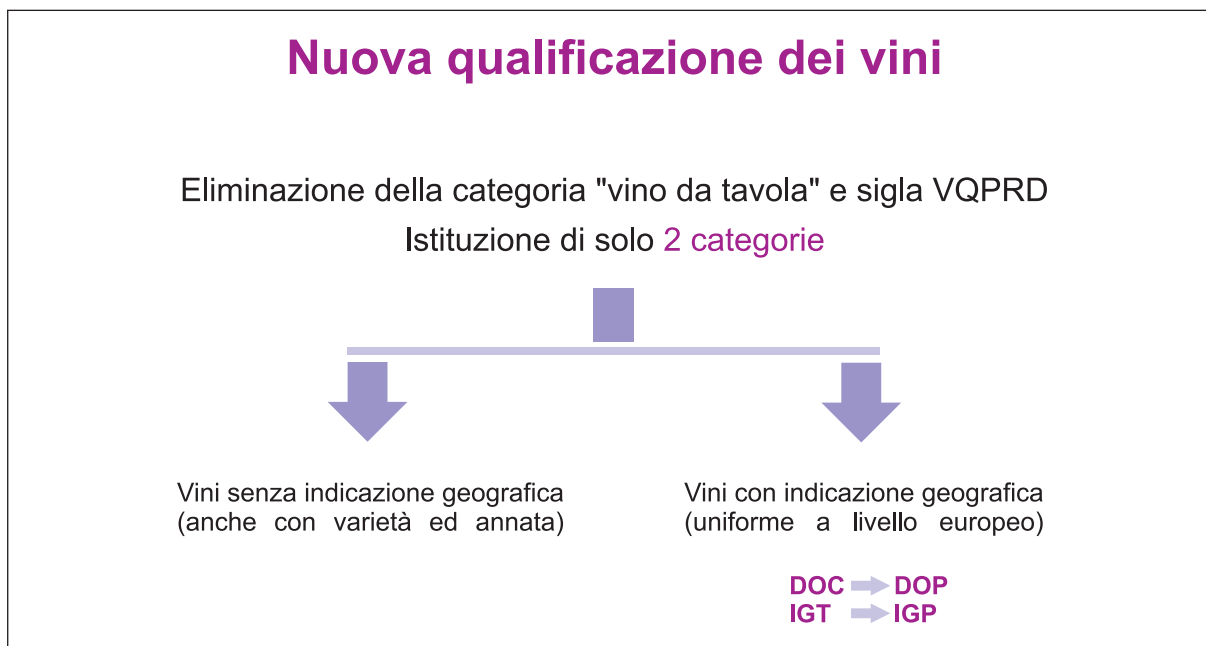 Nuova qualificazione dei vini
Eliminazione della categoria "vino da tavola" e sigla VQPRD
Istituzione di solo 2 categorie
Vini senza indicazione geografica
(anche con varietà ed annata)
Vini con indicazione geografica
(uniforme a livello europeo)
DOC DOP
IGT IGP